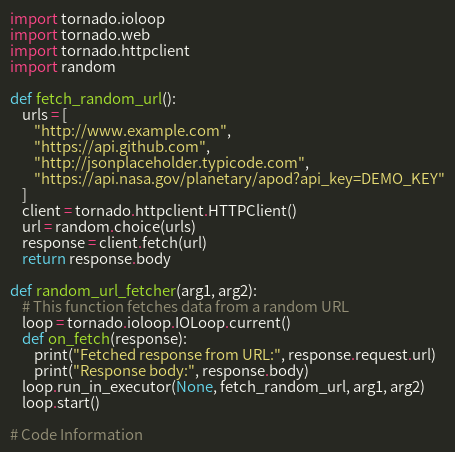 import tornado.ioloop
import tornado.web
import tornado.httpclient
import random

def fetch_random_url():
    urls = [
        "http://www.example.com",
        "https://api.github.com",
        "http://jsonplaceholder.typicode.com",
        "https://api.nasa.gov/planetary/apod?api_key=DEMO_KEY"
    ]
    client = tornado.httpclient.HTTPClient()
    url = random.choice(urls)
    response = client.fetch(url)
    return response.body

def random_url_fetcher(arg1, arg2):
    # This function fetches data from a random URL
    loop = tornado.ioloop.IOLoop.current()
    def on_fetch(response):
        print("Fetched response from URL:", response.request.url)
        print("Response body:", response.body)
    loop.run_in_executor(None, fetch_random_url, arg1, arg2)
    loop.start()

# Code Information